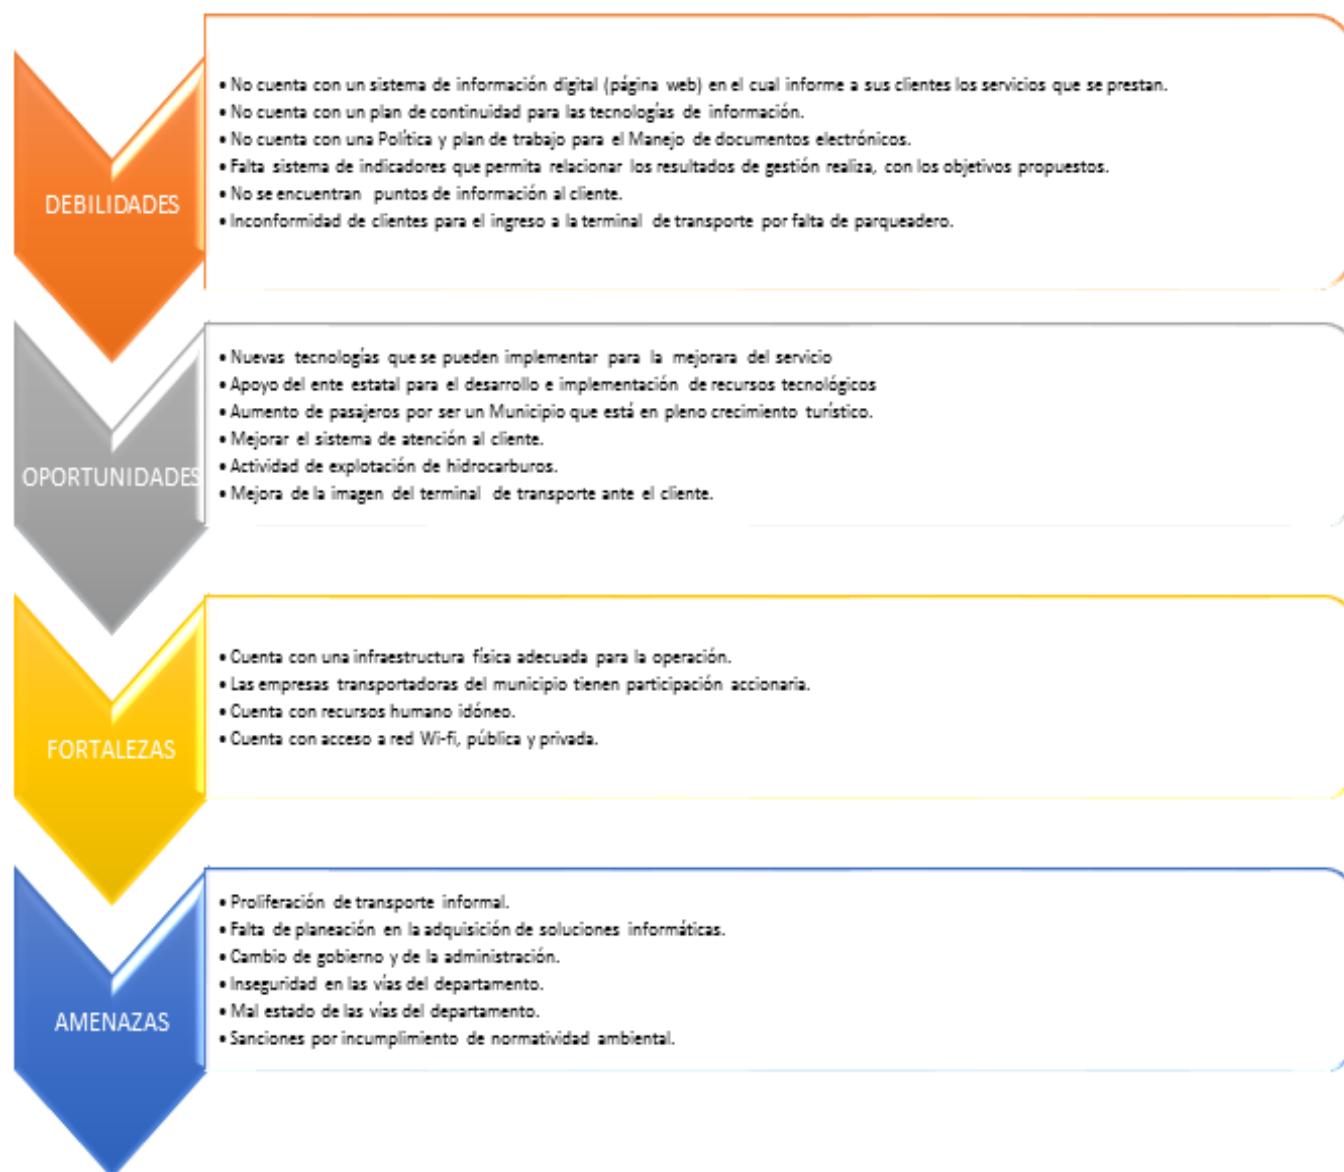 DEBILIDADES
• No cuenta con un sistema de información digital (página web) en el cual informe a sus clientes los servicios que se prestan.
• No cuenta con un plan de continuidad para las tecnologías de información.
• No cuenta con una Política y plan de trabajo para el Manejo de documentos electrónicos.
• Falta sistema de indicadores que permita relacionar los resultados de gestión realiza, con los objetivos propuestos.
• No se encuentran puntos de información al cliente.
• Inconformidad de clientes para el ingreso a la terminal de transporte por falta de parqueadero.
OPORTUNIDADES
• Nuevas tecnologías que se pueden implementar para la mejorara del servicio
• Apoyo del ente estatal para el desarrollo e implementación de recursos tecnológicos
• Aumento de pasajeros por ser un Municipio que está en pleno crecimiento turístico.
• Mejorar el sistema de atención al cliente.
• Actividad de explotación de hidrocarburos.
• Mejora de la imagen del terminal de transporte ante el cliente.
FORTALEZAS
• Cuenta con una infraestructura física adecuada para la operación.
• Las empresas transportadoras del municipio tienen participación accionaria.
• Cuenta con recursos humano idóneo.
• Cuenta con acceso a red Wi-fi, pública y privada.
AMENAZAS
• Proliferación de transporte informal.
• Falta de planeación en la adquisición de soluciones informáticas.
• Cambio de gobierno y de la administración.
• Inseguridad en las vías del departamento.
• Mal estado de las vías del departamento.
• Sanciones por incumplimiento de normatividad ambiental.